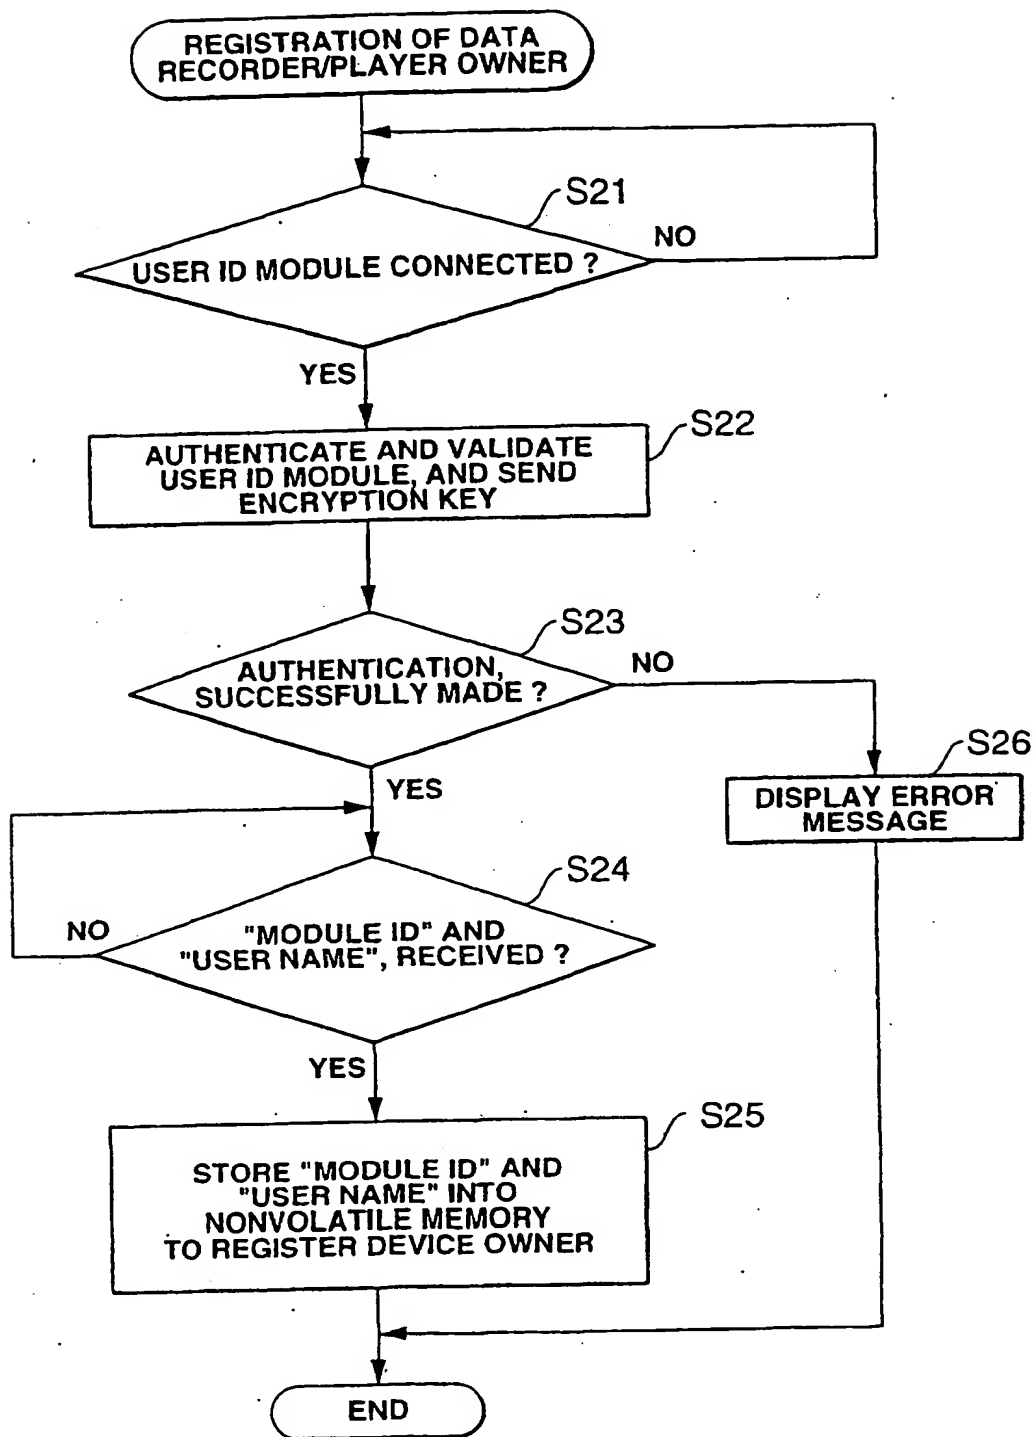 REGISTRATION OF DATA
RECORDER/PLAYER OWNER
S21
NO
USER ID MODULE CONNECTED ?
YES
S22
AUTHENTICATE AND VALIDATE
USER ID MODULE, AND SEND
ENCRYPTION KEY
S23
NO
AUTHENTICATION,
SUCCESSFULLY MADE ?
S26
YES
DISPLAY ERROR
MESSAGE
S24
NO
"MODULE ID" AND
"USER NAME", RECEIVED ?
YES
S25
STORE "MODULE ID" AND
"USER NAME" INTO
NONVOLATILE MEMORY
TO REGISTER DEVICE OWNER
END